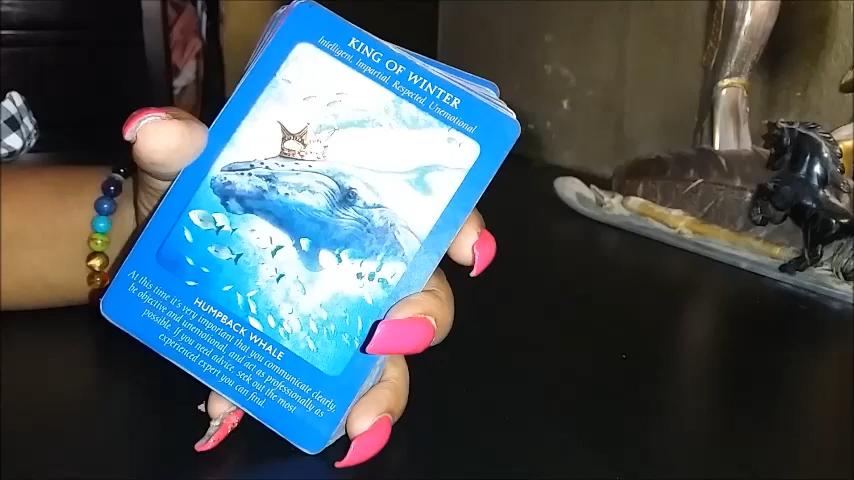 KING OF WINTER
Intelligent, Impartial, Respected, Unemotional
HUMPBACK WHALE
At this time it's very important that you communicate clearly,
be objective and unemotional, and act as professionally as
possible. If you need advice, seek out the most
experienced expert you can find.